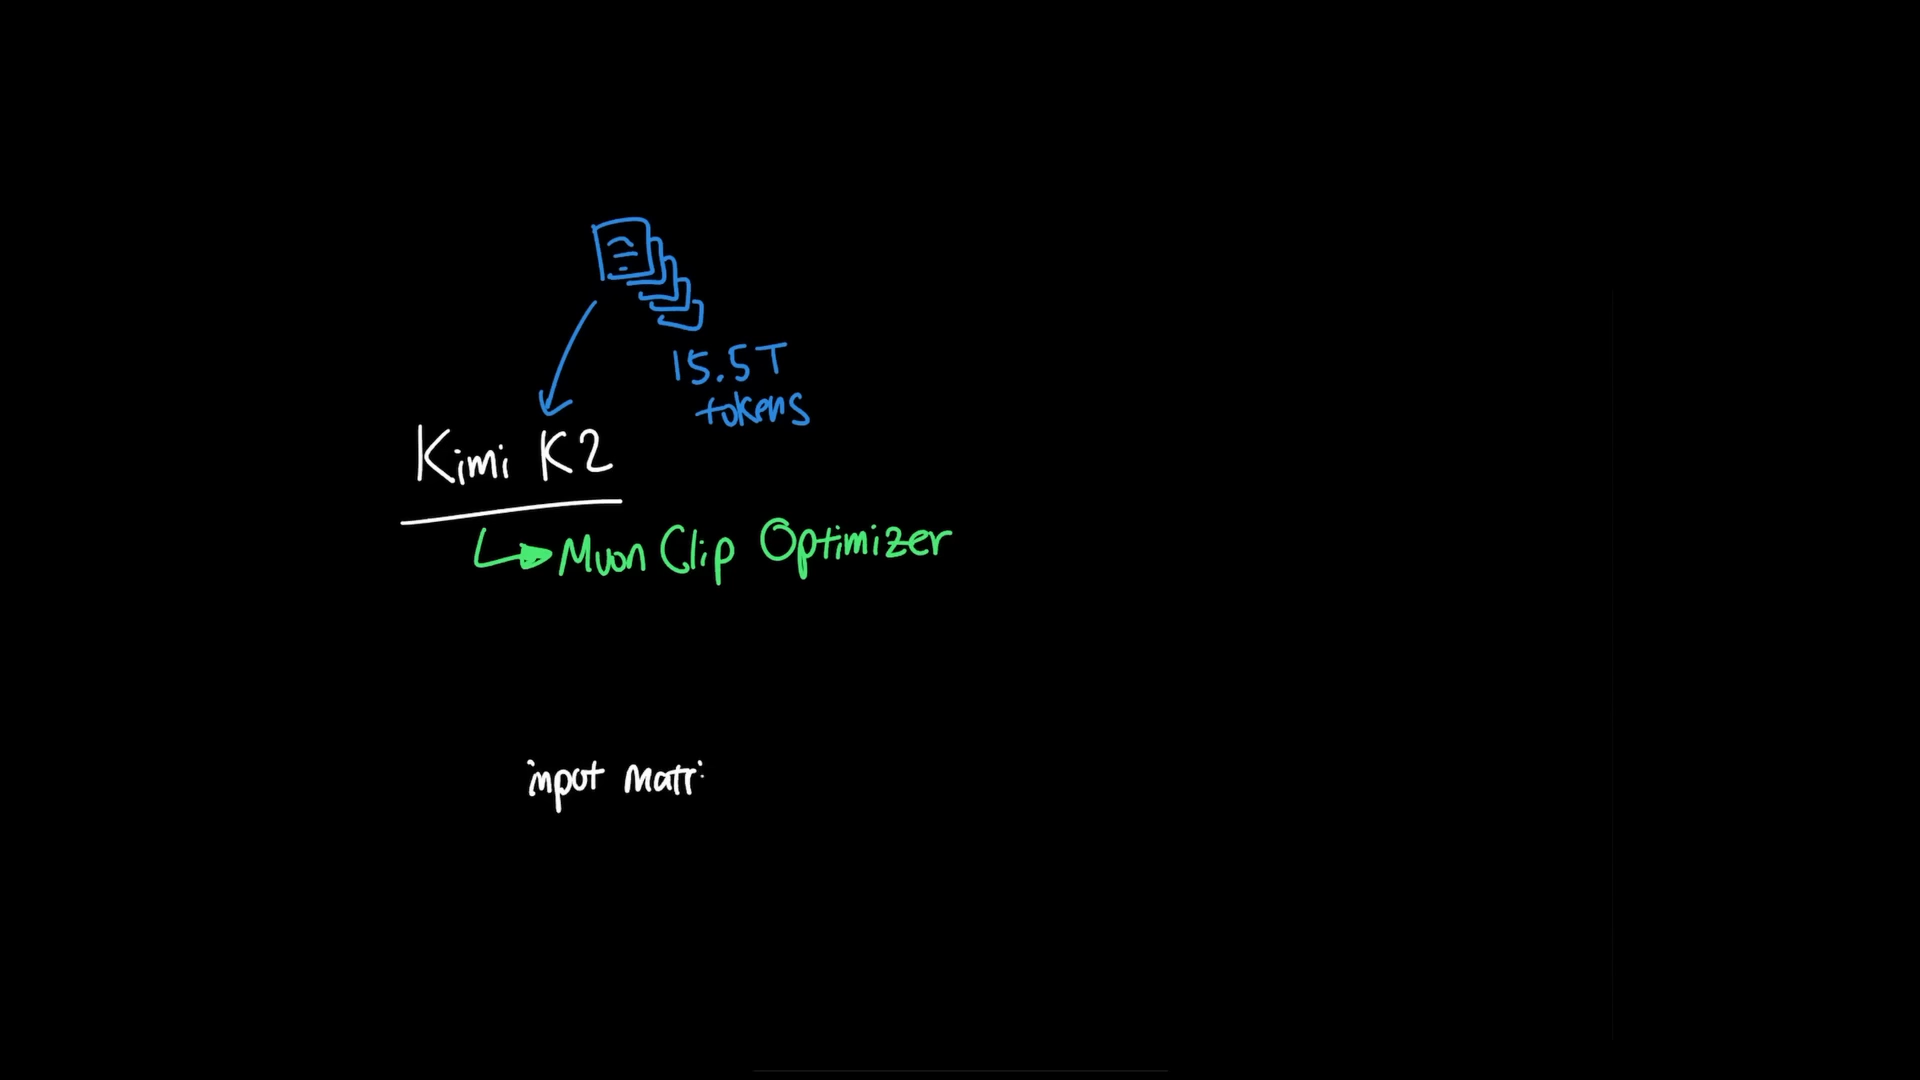 15.5T
tokens
Kimi K2
Muon Clip Optimizer
input matri